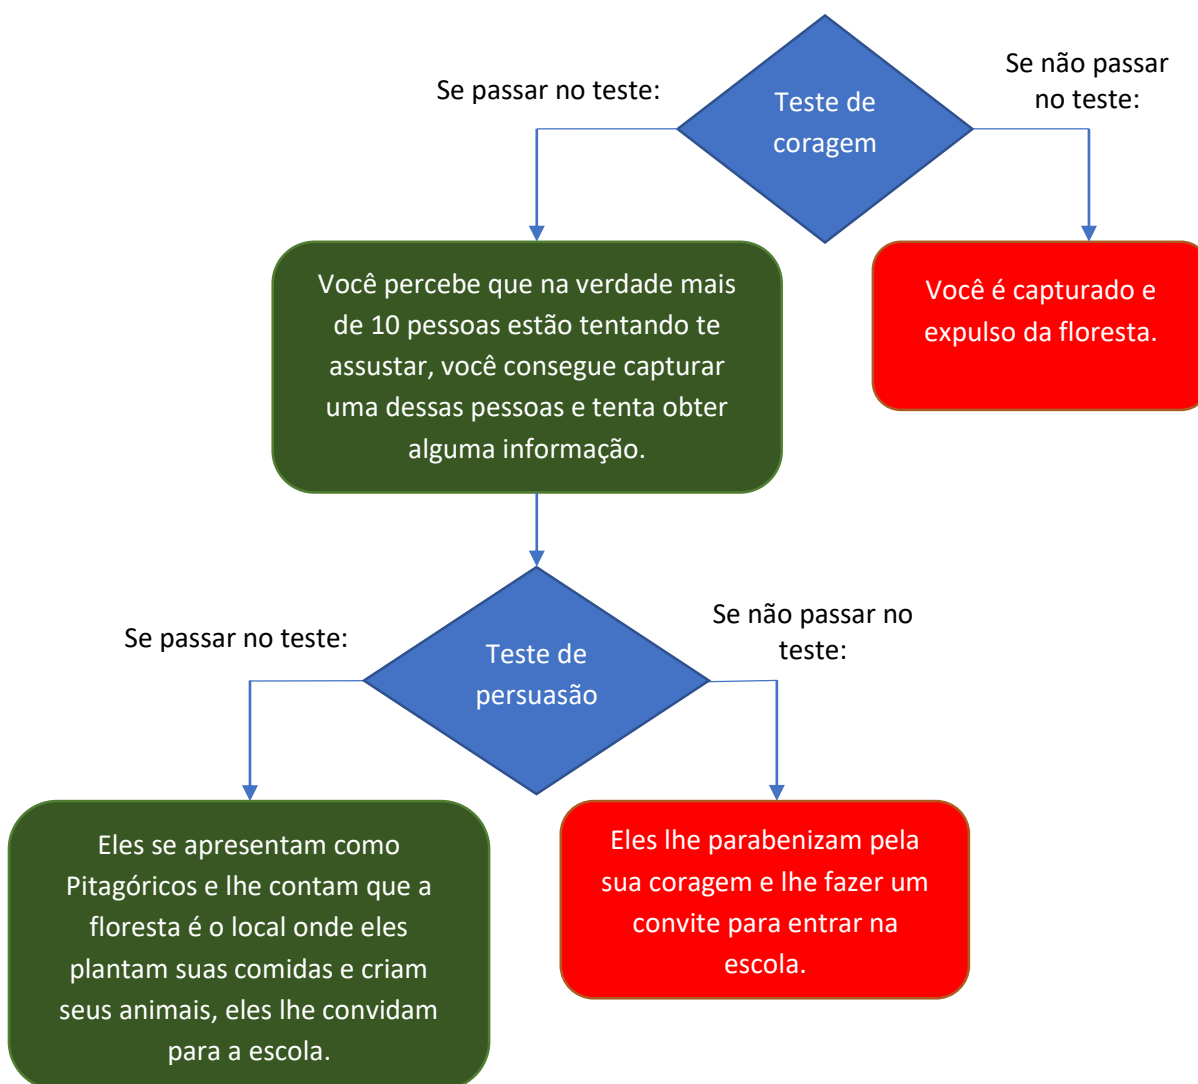 Se passar no teste:
Teste de
coragem
Se não passar
no teste:
Você percebe que na verdade mais
de 10 pessoas estão tentando te
assustar, você consegue capturar
uma dessas pessoas e tenta obter
alguma informação.
Você é capturado e
expulso da floresta.
Se passar no teste:
Teste de
persuasão
Se não passar no
teste:
Eles se apresentam como
Pitagóricos e lhe contam que a
floresta é o local onde eles
plantam suas comidas e criam
seus animais, eles lhe convidam
para a escola.
Eles lhe parabenizam pela
sua coragem e lhe fazer um
convite para entrar na
escola.